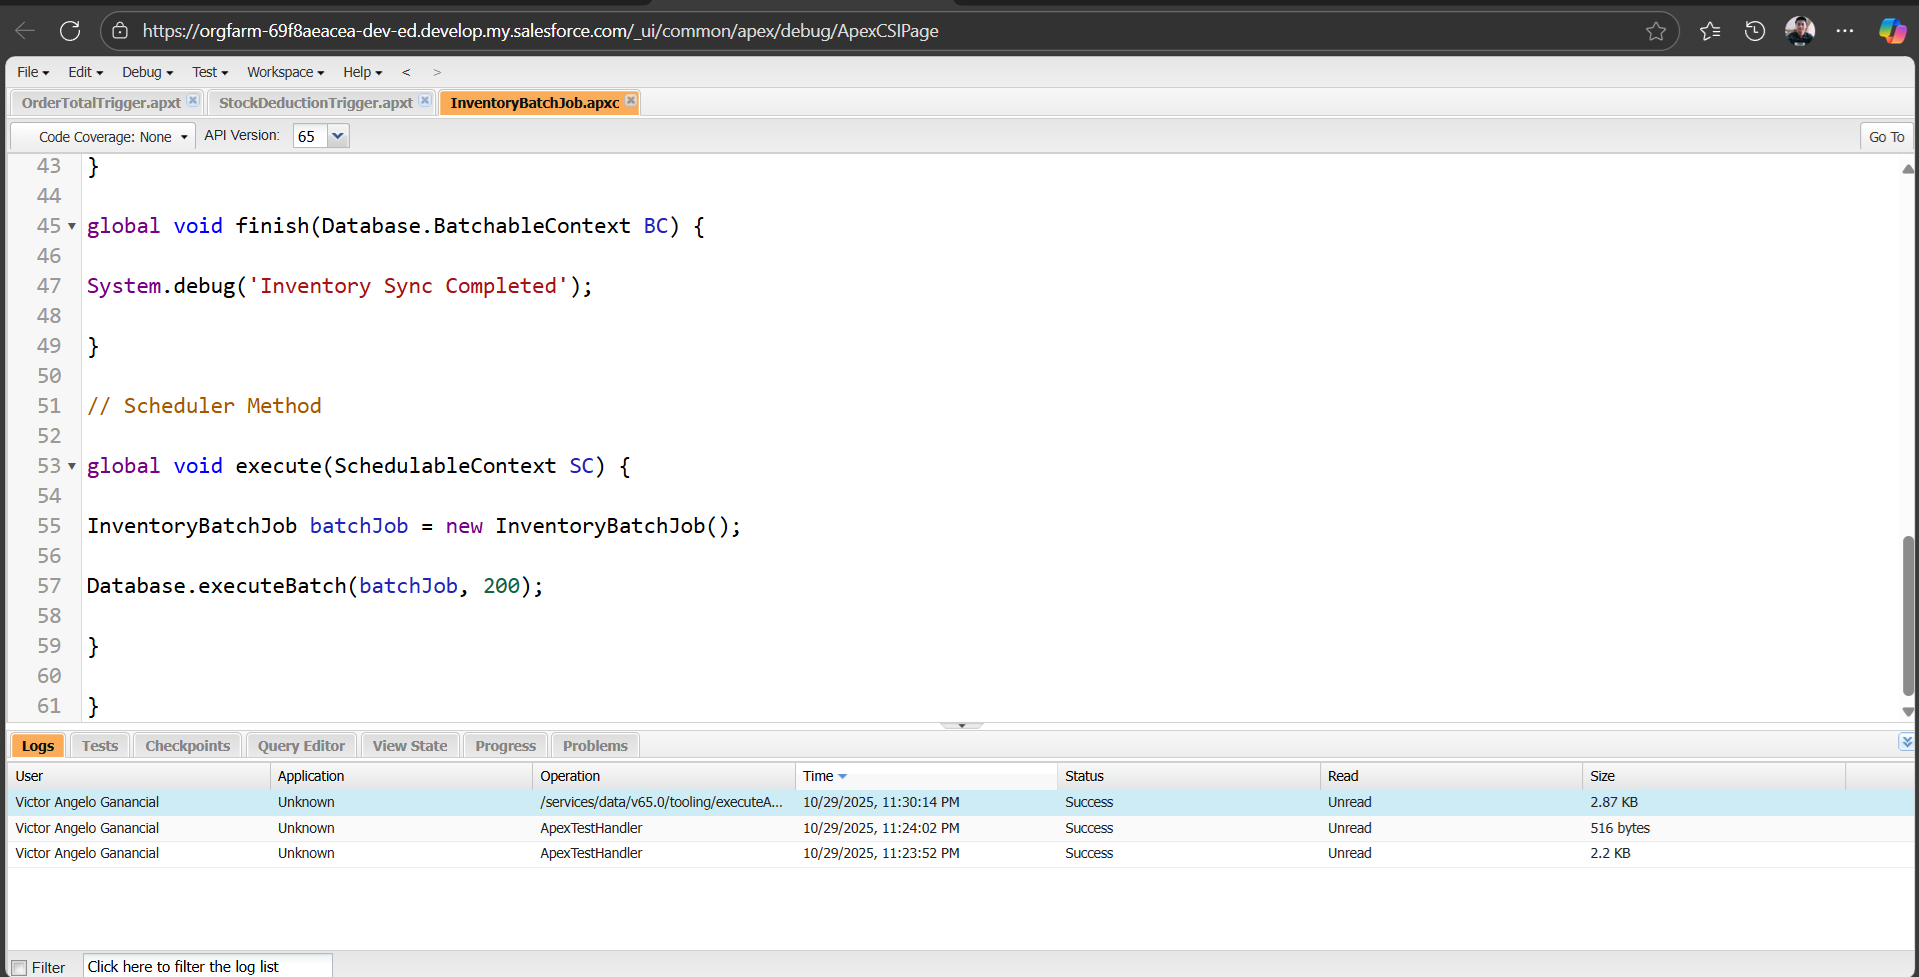 https://orgfarm-69f8aeacea-dev-ed.develop.my.salesforce.com/_ui/common/apex/debug/ApexCSIPage
File Edit Debug Test Workspace Help < >
OrderTotalTrigger.apxt StockDeductionTrigger.apxt InventoryBatchJob.apxc
Code Coverage: None API Version: 65 Go To
43 }
44
45 global void finish(Database.BatchableContext BC) {
46
47 System.debug('Inventory Sync Completed');
48
49 }
50
51 // Scheduler Method
52
53 global void execute(SchedulableContext SC) {
54
55 InventoryBatchJob batchJob = new InventoryBatchJob();
56
57 Database.executeBatch(batchJob, 200);
58
59 }
60
61 }
Logs Tests Checkpoints Query Editor View State Progress Problems
User Application Operation Time Status Read Size
Victor Angelo Ganancial Unknown /services/data/v65.0/tooling/executeA... 10/29/2025, 11:30:14 PM Success Unread 2.87 KB
Victor Angelo Ganancial Unknown ApexTestHandler 10/29/2025, 11:24:02 PM Success Unread 516 bytes
Victor Angelo Ganancial Unknown ApexTestHandler 10/29/2025, 11:23:52 PM Success Unread 2.2 KB
Filter Click here to filter the log list